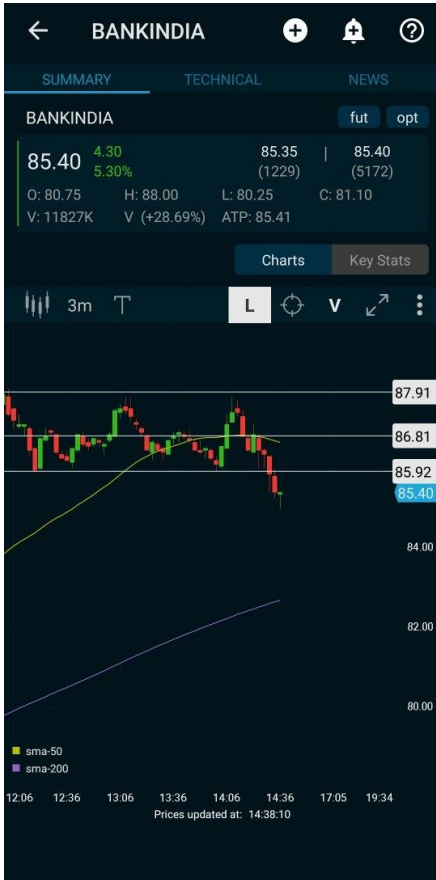 BANKINDIA
SUMMARY TECHNICAL NEWS
BANKINDIA fut opt
85.40 4.30 5.30% 85.35 (1229) | 85.40 (5172)
O: 80.75 H: 88.00 L: 80.25 C: 81.10
V: 11827K V (+28.69%) ATP: 85.41
Charts Key Stats
3m T L V
87.91
86.81
85.92
85.40
84.00
82.00
80.00
sma-50
sma-200
12:06 12:36 13:06 13:36 14:06 14:36 17:05 19:34
Prices updated at: 14:38:10